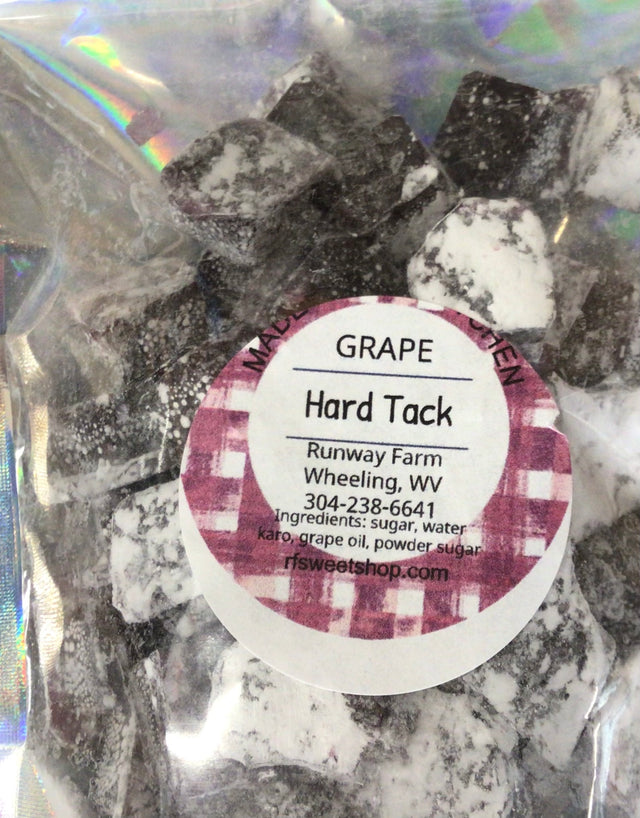 GRAPE
Hard Tack
Runway Farm
Wheeling, WV
304-238-6641
Ingredients: sugar, water
karo, grape oil, powder sugar
rfsweetshop.com